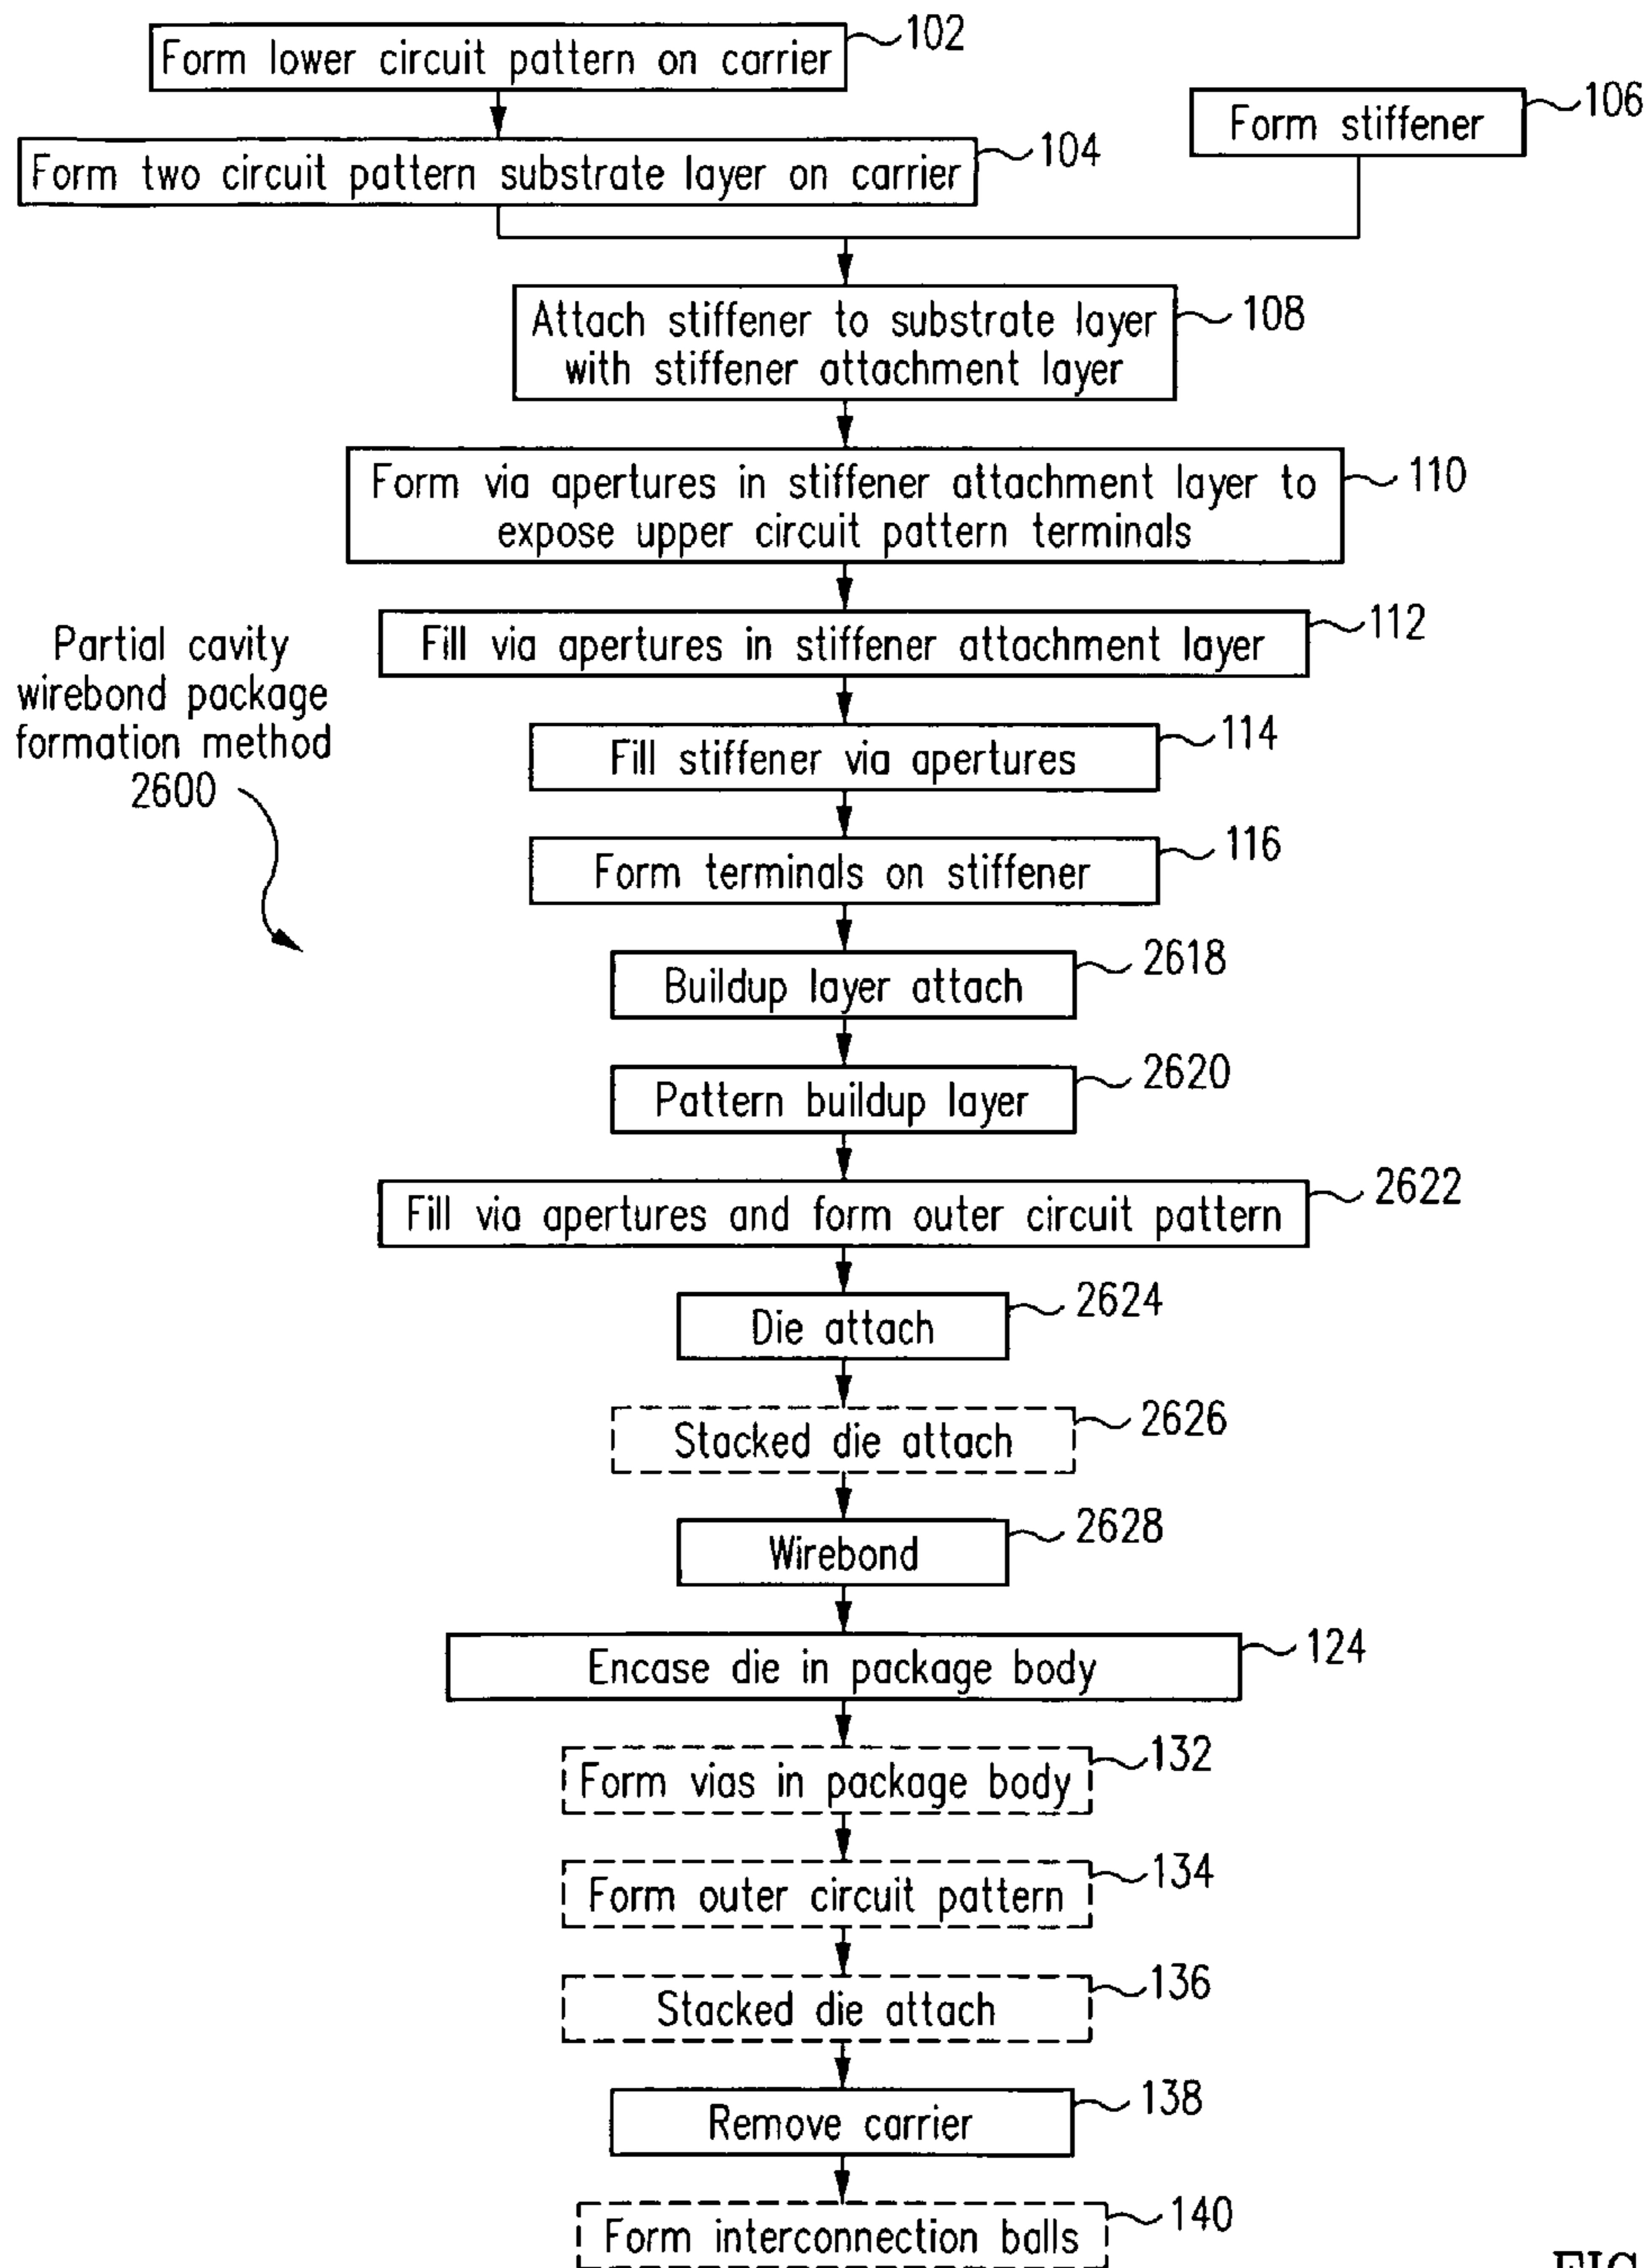 Form lower circuit pattern on carrier
102
Form stiffener
106
Form two circuit pattern substrate layer on carrier
104
Attach stiffener to substrate layer
with stiffener attachment layer
108
Form via apertures in stiffener attachment layer to
expose upper circuit pattern terminals
110
Fill via apertures in stiffener attachment layer
112
Partial cavity
wirebond package
formation method
2600
Fill stiffener via apertures
114
Form terminals on stiffener
116
Buildup layer attach
2618
Pattern buildup layer
2620
Fill via apertures and form outer circuit pattern
2622
Die attach
2624
Stacked die attach
2626
Wirebond
2628
Encase die in package body
124
Form vias in package body
132
Form outer circuit pattern
134
Stacked die attach
136
Remove carrier
138
Form interconnection balls
140